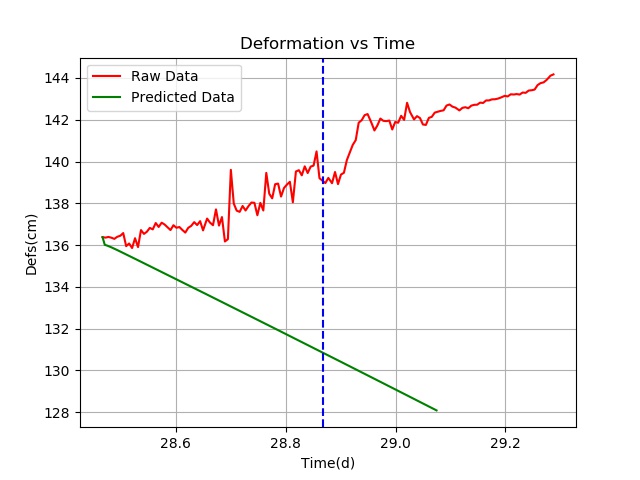 Deformation vs Time
Raw Data
Predicted Data
Defs(cm)
144
142
140
138
136
134
132
130
128
28.6 28.8 29.0 29.2
Time(d)